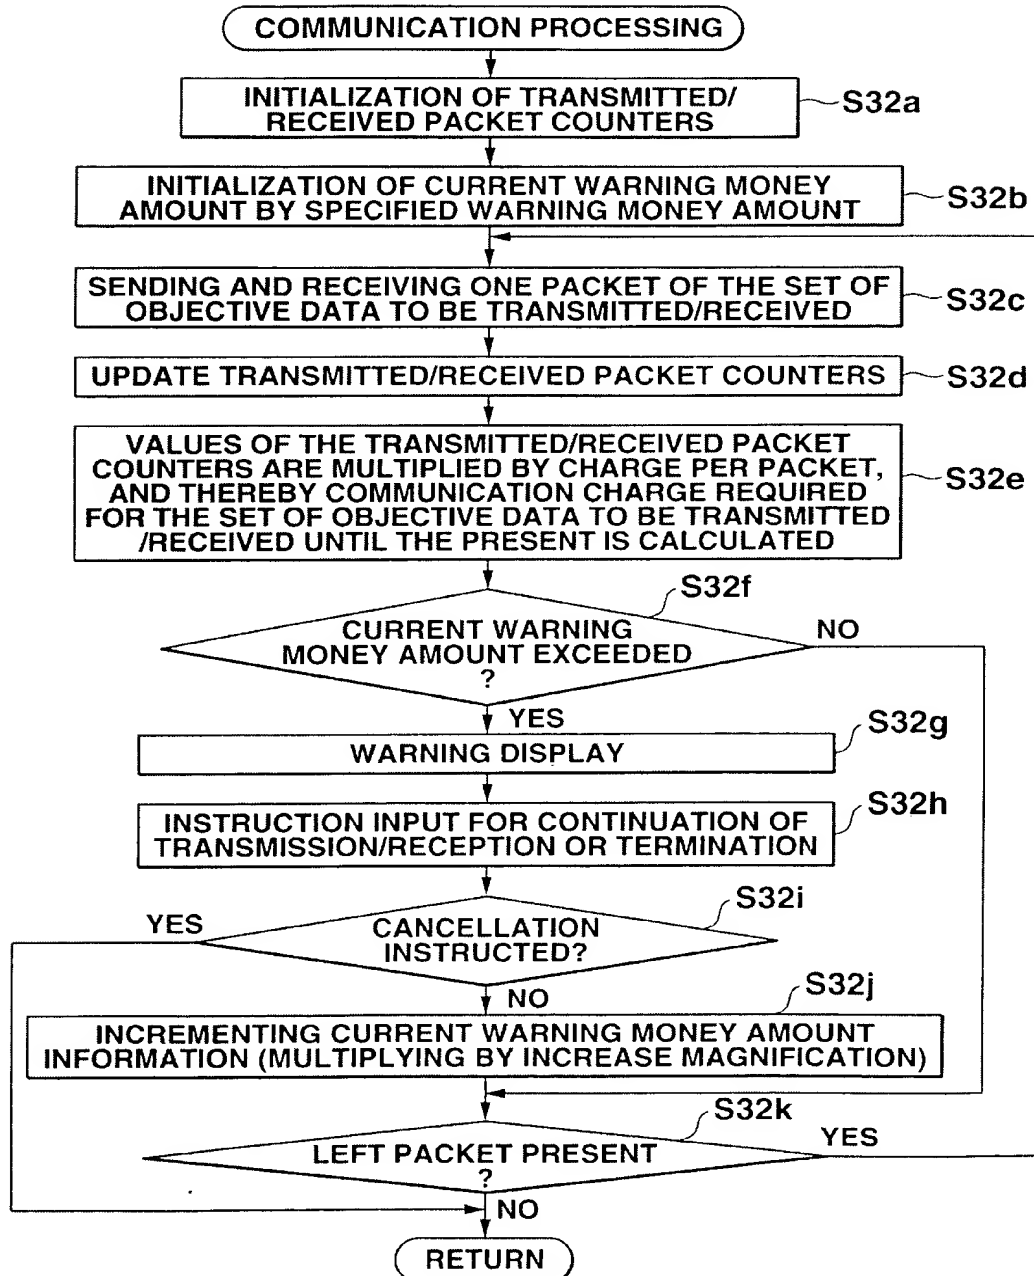 COMMUNICATION PROCESSING
INITIALIZATION OF TRANSMITTED/
RECEIVED PACKET COUNTERS
S32a
INITIALIZATION OF CURRENT WARNING MONEY
AMOUNT BY SPECIFIED WARNING MONEY AMOUNT
S32b
SENDING AND RECEIVING ONE PACKET OF THE SET OF
OBJECTIVE DATA TO BE TRANSMITTED/RECEIVED
S32c
UPDATE TRANSMITTED/RECEIVED PACKET COUNTERS
S32d
VALUES OF THE TRANSMITTED/RECEIVED PACKET
COUNTERS ARE MULTIPLIED BY CHARGE PER PACKET,
AND THEREBY COMMUNICATION CHARGE REQUIRED
FOR THE SET OF OBJECTIVE DATA TO BE TRANSMITTED
/RECEIVED UNTIL THE PRESENT IS CALCULATED
S32e
S32f
CURRENT WARNING
MONEY AMOUNT EXCEEDED
?
NO
YES
S32g
WARNING DISPLAY
S32h
INSTRUCTION INPUT FOR CONTINUATION OF
TRANSMISSION/RECEPTION OR TERMINATION
S32i
YES
CANCELLATION
INSTRUCTED?
NO
S32j
INCREMENTING CURRENT WARNING MONEY AMOUNT
INFORMATION (MULTIPLYING BY INCREASE MAGNIFICATION)
S32k
LEFT PACKET PRESENT
?
YES
NO
RETURN